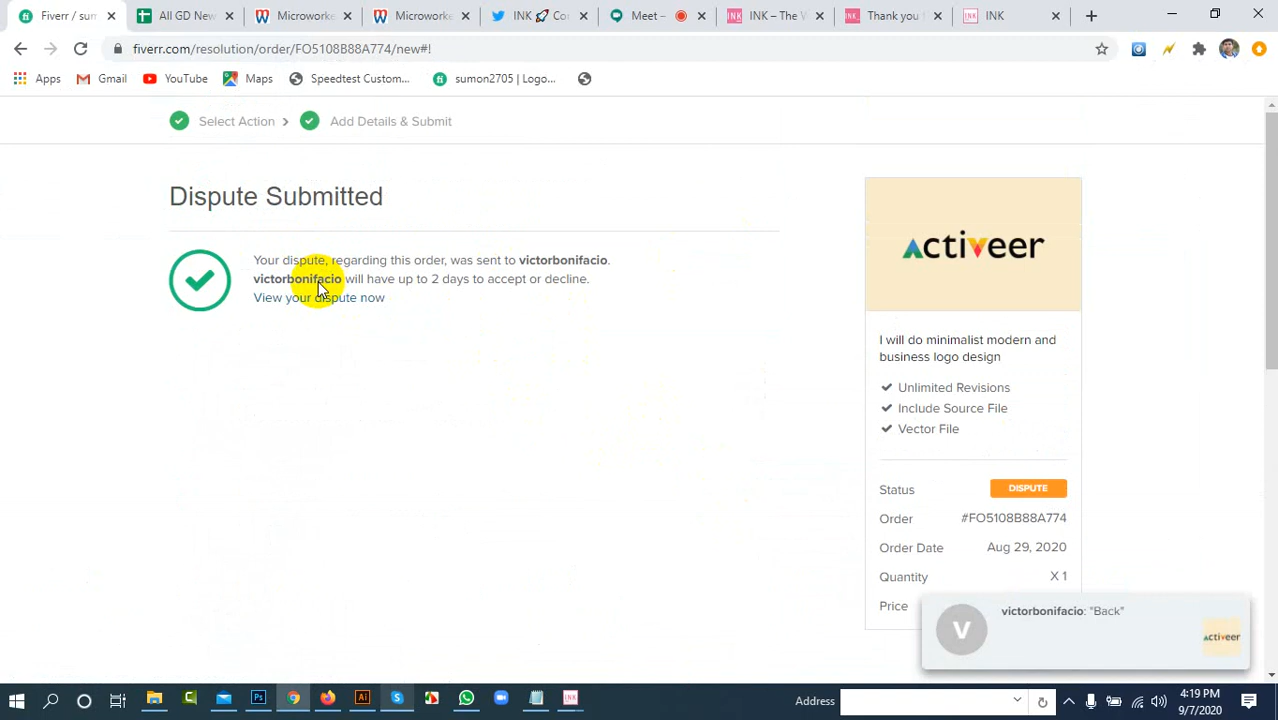 Fiverr / sum
All GD New
Microworke
Microworke
INK 🚀 Co
Meet –
INK – The V
Thank you
INK
fiverr.com/resolution/order/FO5108B88A774/new#!
Apps
Gmail
YouTube
Maps
Speedtest Custom...
sumon2705 | Logo...
Select Action
Add Details & Submit
Dispute Submitted
Your dispute, regarding this order, was sent to victorbonifacio.
victorbonifacio will have up to 2 days to accept or decline.
View your dispute now
Activeer
I will do minimalist modern and
business logo design
Unlimited Revisions
Include Source File
Vector File
Status DISPUTE
Order #FO5108B88A774
Order Date Aug 29, 2020
Quantity X 1
Price
V
victorbonifacio: "Back"
Activeer
Address
4:19 PM
9/7/2020